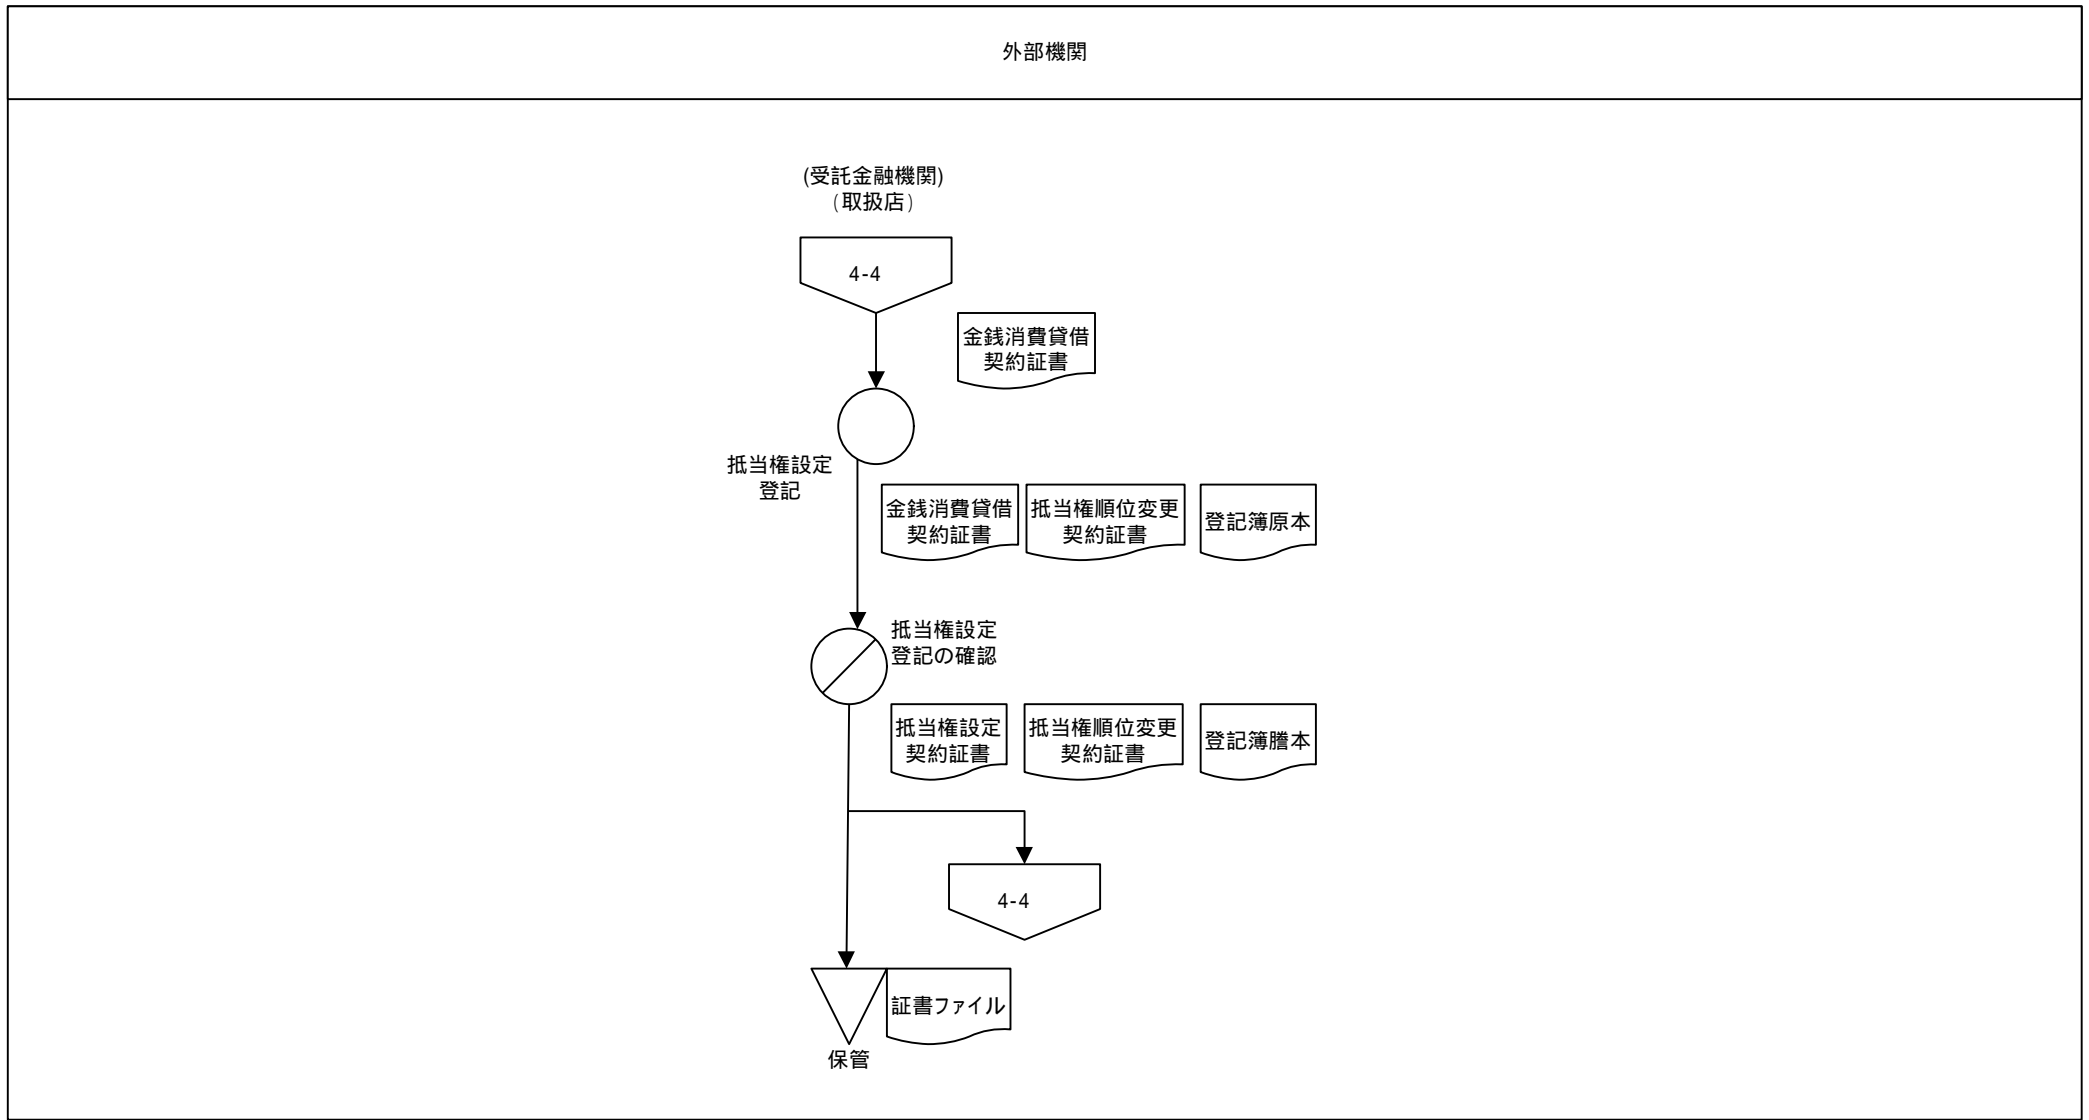 外部機関
(受託金融機関)
(取扱店)
4-4
金銭消費貸借
契約証書
抵当権設定
登記
金銭消費貸借
契約証書
抵当権順位変更
契約証書
登記簿原本
抵当権設定
登記の確認
抵当権設定
契約証書
抵当権順位変更
契約証書
登記簿謄本
4-4
証書ファイル
保管